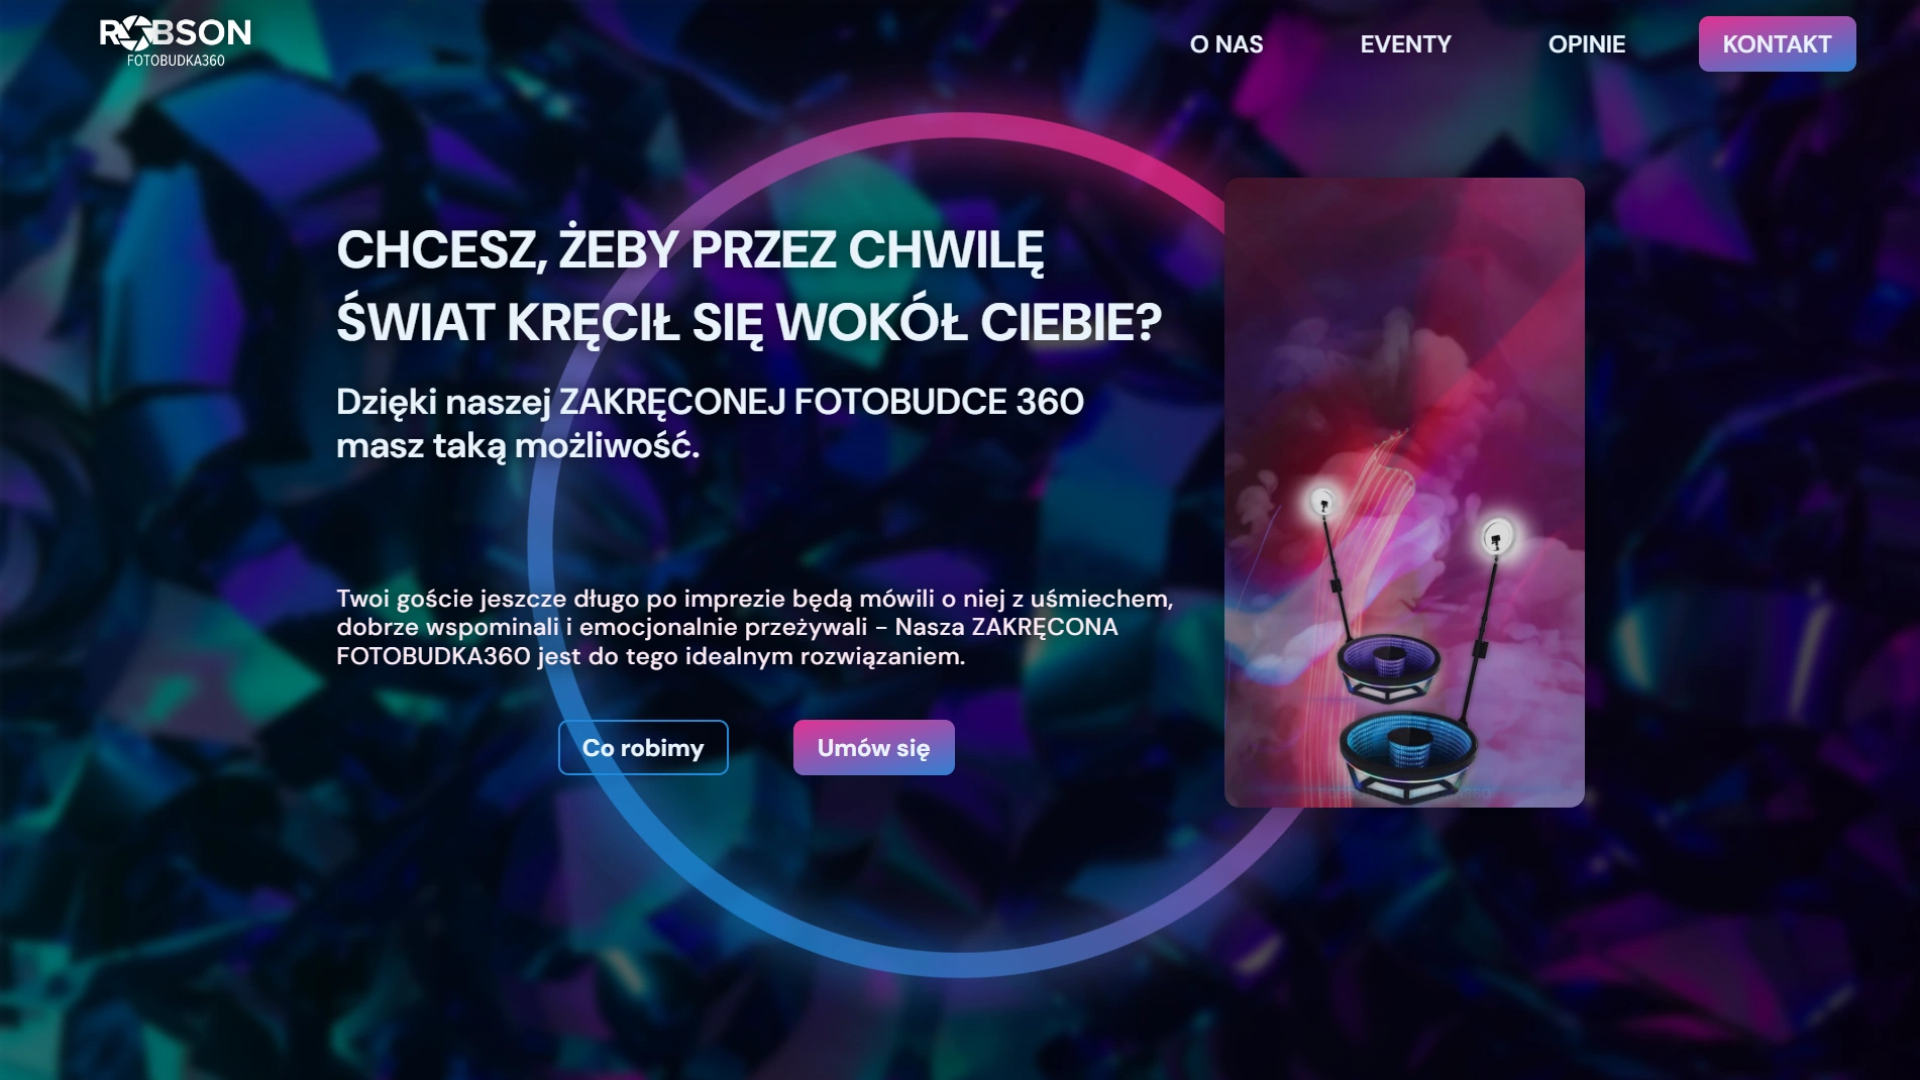 ROBSON
FOTOBUDKA360
O NAS
EVENTY
OPINIE
KONTAKT
CHCESZ, ŻEBY PRZEZ CHWILĘ
ŚWIAT KRĘCIŁ SIĘ WOKÓŁ CIEBIE?
Dzięki naszej ZAKRĘCONEJ FOTOBUDCE 360
masz taką możliwość.
Twoi goście jeszcze długo po imprezie będą mówili o niej z uśmiechem,
dobrze wspominali i emocjonalnie przeżywali – Nasza ZAKRĘCONA
FOTOBUDKA360 jest do tego idealnym rozwiązaniem.
Co robimy
Umów się